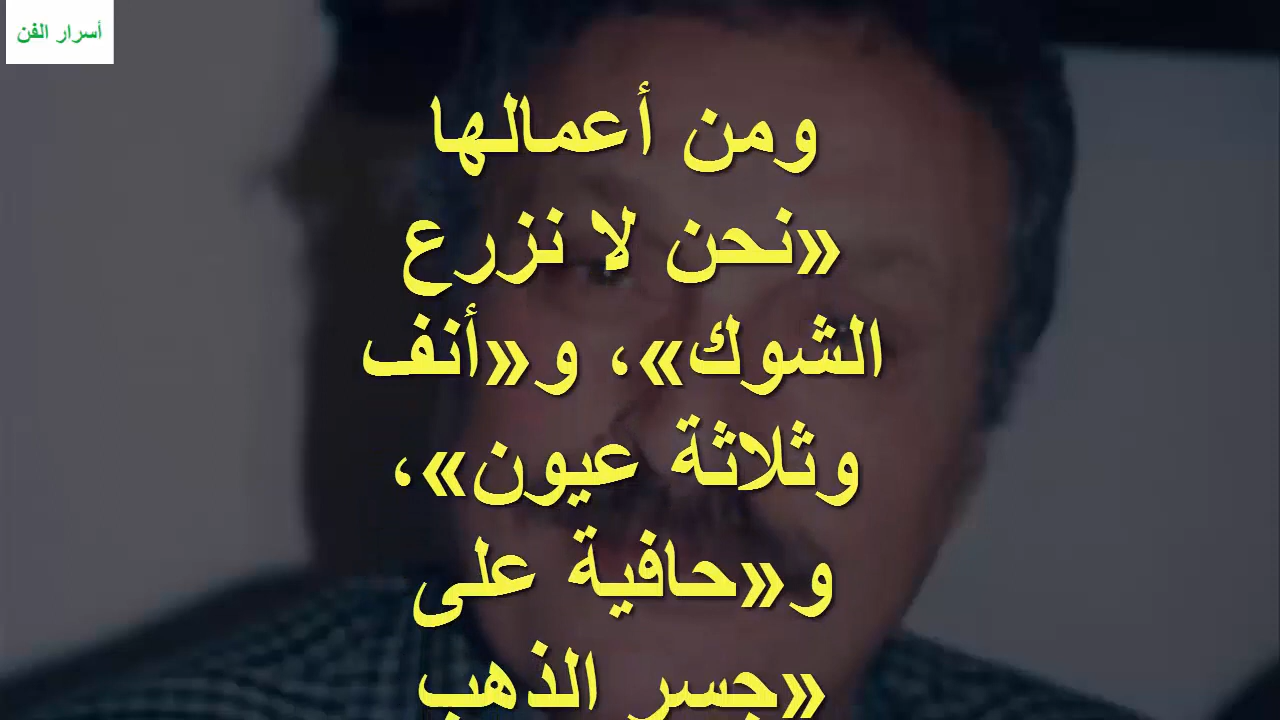 أسرار الفن
ومن أعمالها
«نحن لا نزرع
الشوك»، و«أنف
وثلاثة عيون»،
و«حافية على
جسر الذهب»